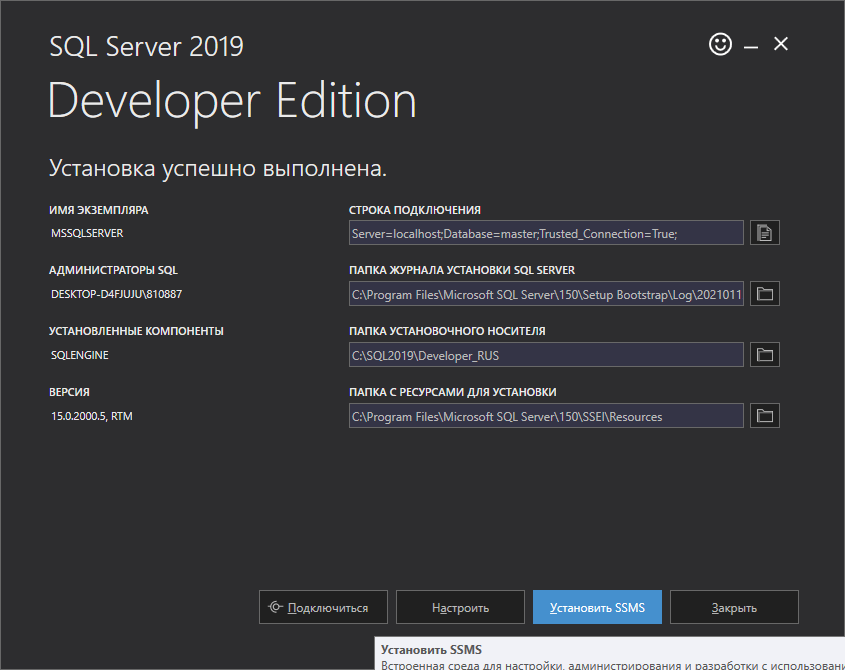 SQL Server 2019
Developer Edition
Установка успешно выполнена.
ИМЯ ЭКЗЕМПЛЯРА
MSSQLSERVER
СТРОКА ПОДКЛЮЧЕНИЯ
Server=localhost;Database=master;Trusted_Connection=True;
АДМИНИСТРАТОРЫ SQL
DESKTOP-D4FJUJU\810887
ПАПКА ЖУРНАЛА УСТАНОВКИ SQL SERVER
C:\Program Files\Microsoft SQL Server\150\Setup Bootstrap\Log\2021011
УСТАНОВЛЕННЫЕ КОМПОНЕНТЫ
SQLENGINE
ПАПКА УСТАНОВОЧНОГО НОСИТЕЛЯ
C:\SQL2019\Developer_RUS
ВЕРСИЯ
15.0.2000.5, RTM
ПАПКА С РЕСУРСАМИ ДЛЯ УСТАНОВКИ
C:\Program Files\Microsoft SQL Server\150\SSEI\Resources
Подключиться
Настроить
Установить SSMS
Закрыть
Установить SSMS
Встроенная среда для настройки, администрирования и разработки с использовани